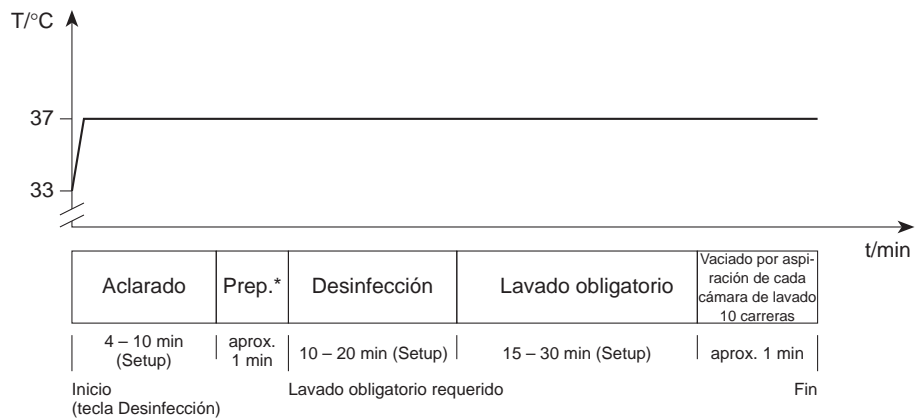 T/°C
37
33
t/min
Aclarado
Prep.*
Desinfección
Lavado obligatorio
Vaciado por aspi-
ración de cada
cámara de lavado
10 carreras
4 – 10 min
(Setup)
aprox.
1 min
10 – 20 min (Setup)
15 – 30 min (Setup)
aprox. 1 min
Inicio
(tecla Desinfección)
Lavado obligatorio requerido
Fin